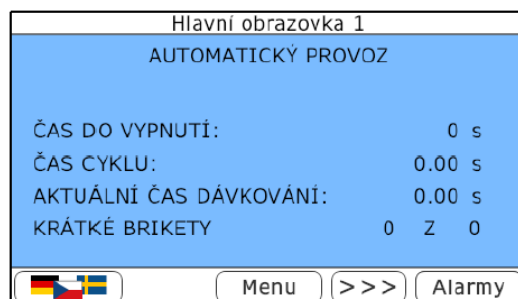 Hlavní obrazovka 1
AUTOMATICKÝ PROVOZ
ČAS DO VYPNUTÍ: 0 s
ČAS CYKLU: 0.00 s
AKTUÁLNÍ ČAS DÁVKOVÁNÍ: 0.00 s
KRÁTKÉ BRIKETY 0 Z 0
Menu >>> Alarmy